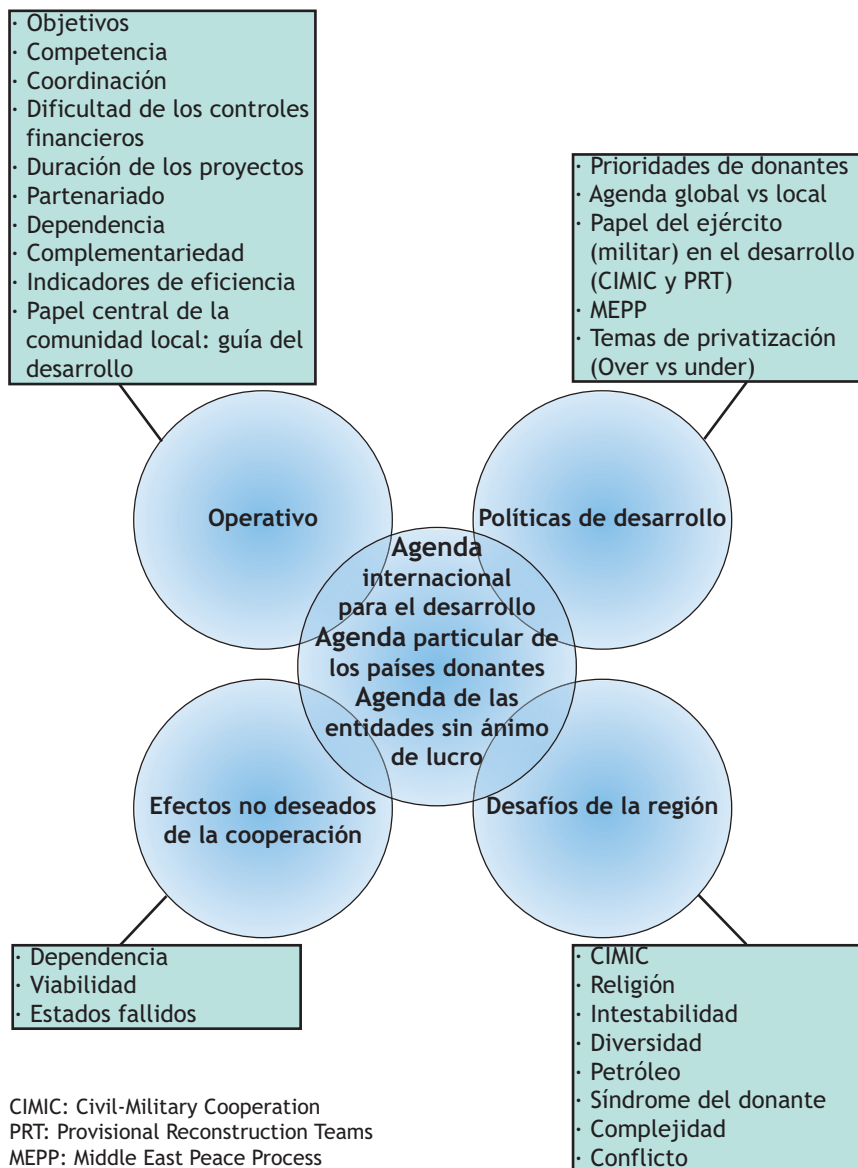 · Objetivos
· Competencia
· Coordinación
· Dificultad de los controles
financieros
· Duración de los proyectos
· Partenariado
· Dependencia
· Complementariedad
· Indicadores de eficiencia
· Papel central de la
comunidad local: guía del
desarrollo
· Prioridades de donantes
· Agenda global vs local
· Papel del ejército
(militar) en el desarrollo
(CIMIC y PRT)
· MEPP
· Temas de privatización
(Over vs under)
Operativo
Políticas de desarrollo
Agenda
internacional
para el desarrollo
Agenda particular de
los países donantes
Agenda de las
entidades sin ánimo
de lucro
Efectos no deseados
de la cooperación
Desafíos de la región
· Dependencia
· Viabilidad
· Estados fallidos
· CIMIC
· Religión
· Intestabilidad
· Diversidad
· Petróleo
· Síndrome del donante
· Complejidad
· Conflicto
CIMIC: Civil-Military Cooperation
PRT: Provisional Reconstruction Teams
MEPP: Middle East Peace Process